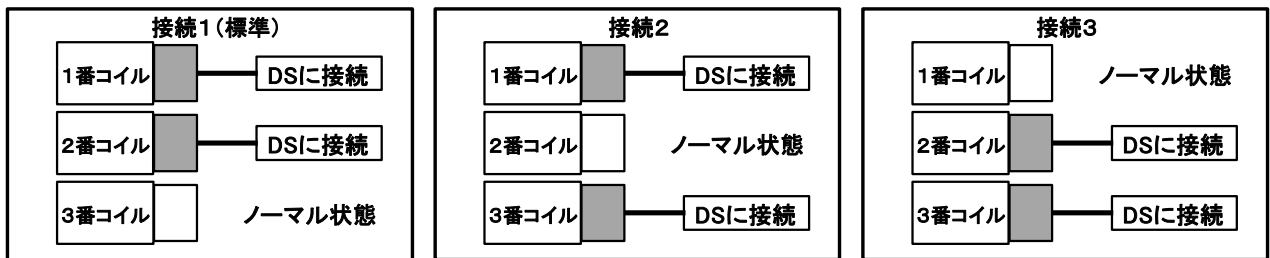 接続1(標準)
1番コイル DSに接続
2番コイル DSに接続
3番コイル ノーマル状態
接続2
1番コイル DSに接続
2番コイル ノーマル状態
3番コイル DSに接続
接続3
1番コイル ノーマル状態
2番コイル DSに接続
3番コイル DSに接続